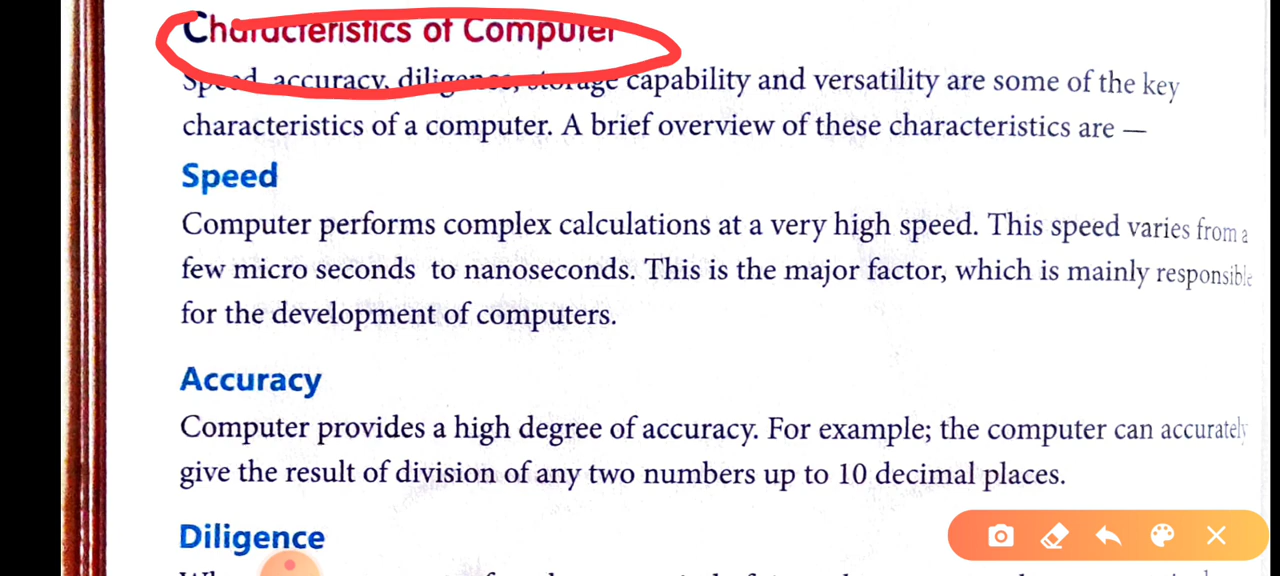 Characteristics of Computer
Speed, accuracy, diligence, storage capability and versatility are some of the key
characteristics of a computer. A brief overview of these characteristics are —
Speed
Computer performs complex calculations at a very high speed. This speed varies from a
few micro seconds to nanoseconds. This is the major factor, which is mainly responsible
for the development of computers.
Accuracy
Computer provides a high degree of accuracy. For example; the computer can accurately
give the result of division of any two numbers up to 10 decimal places.
Diligence